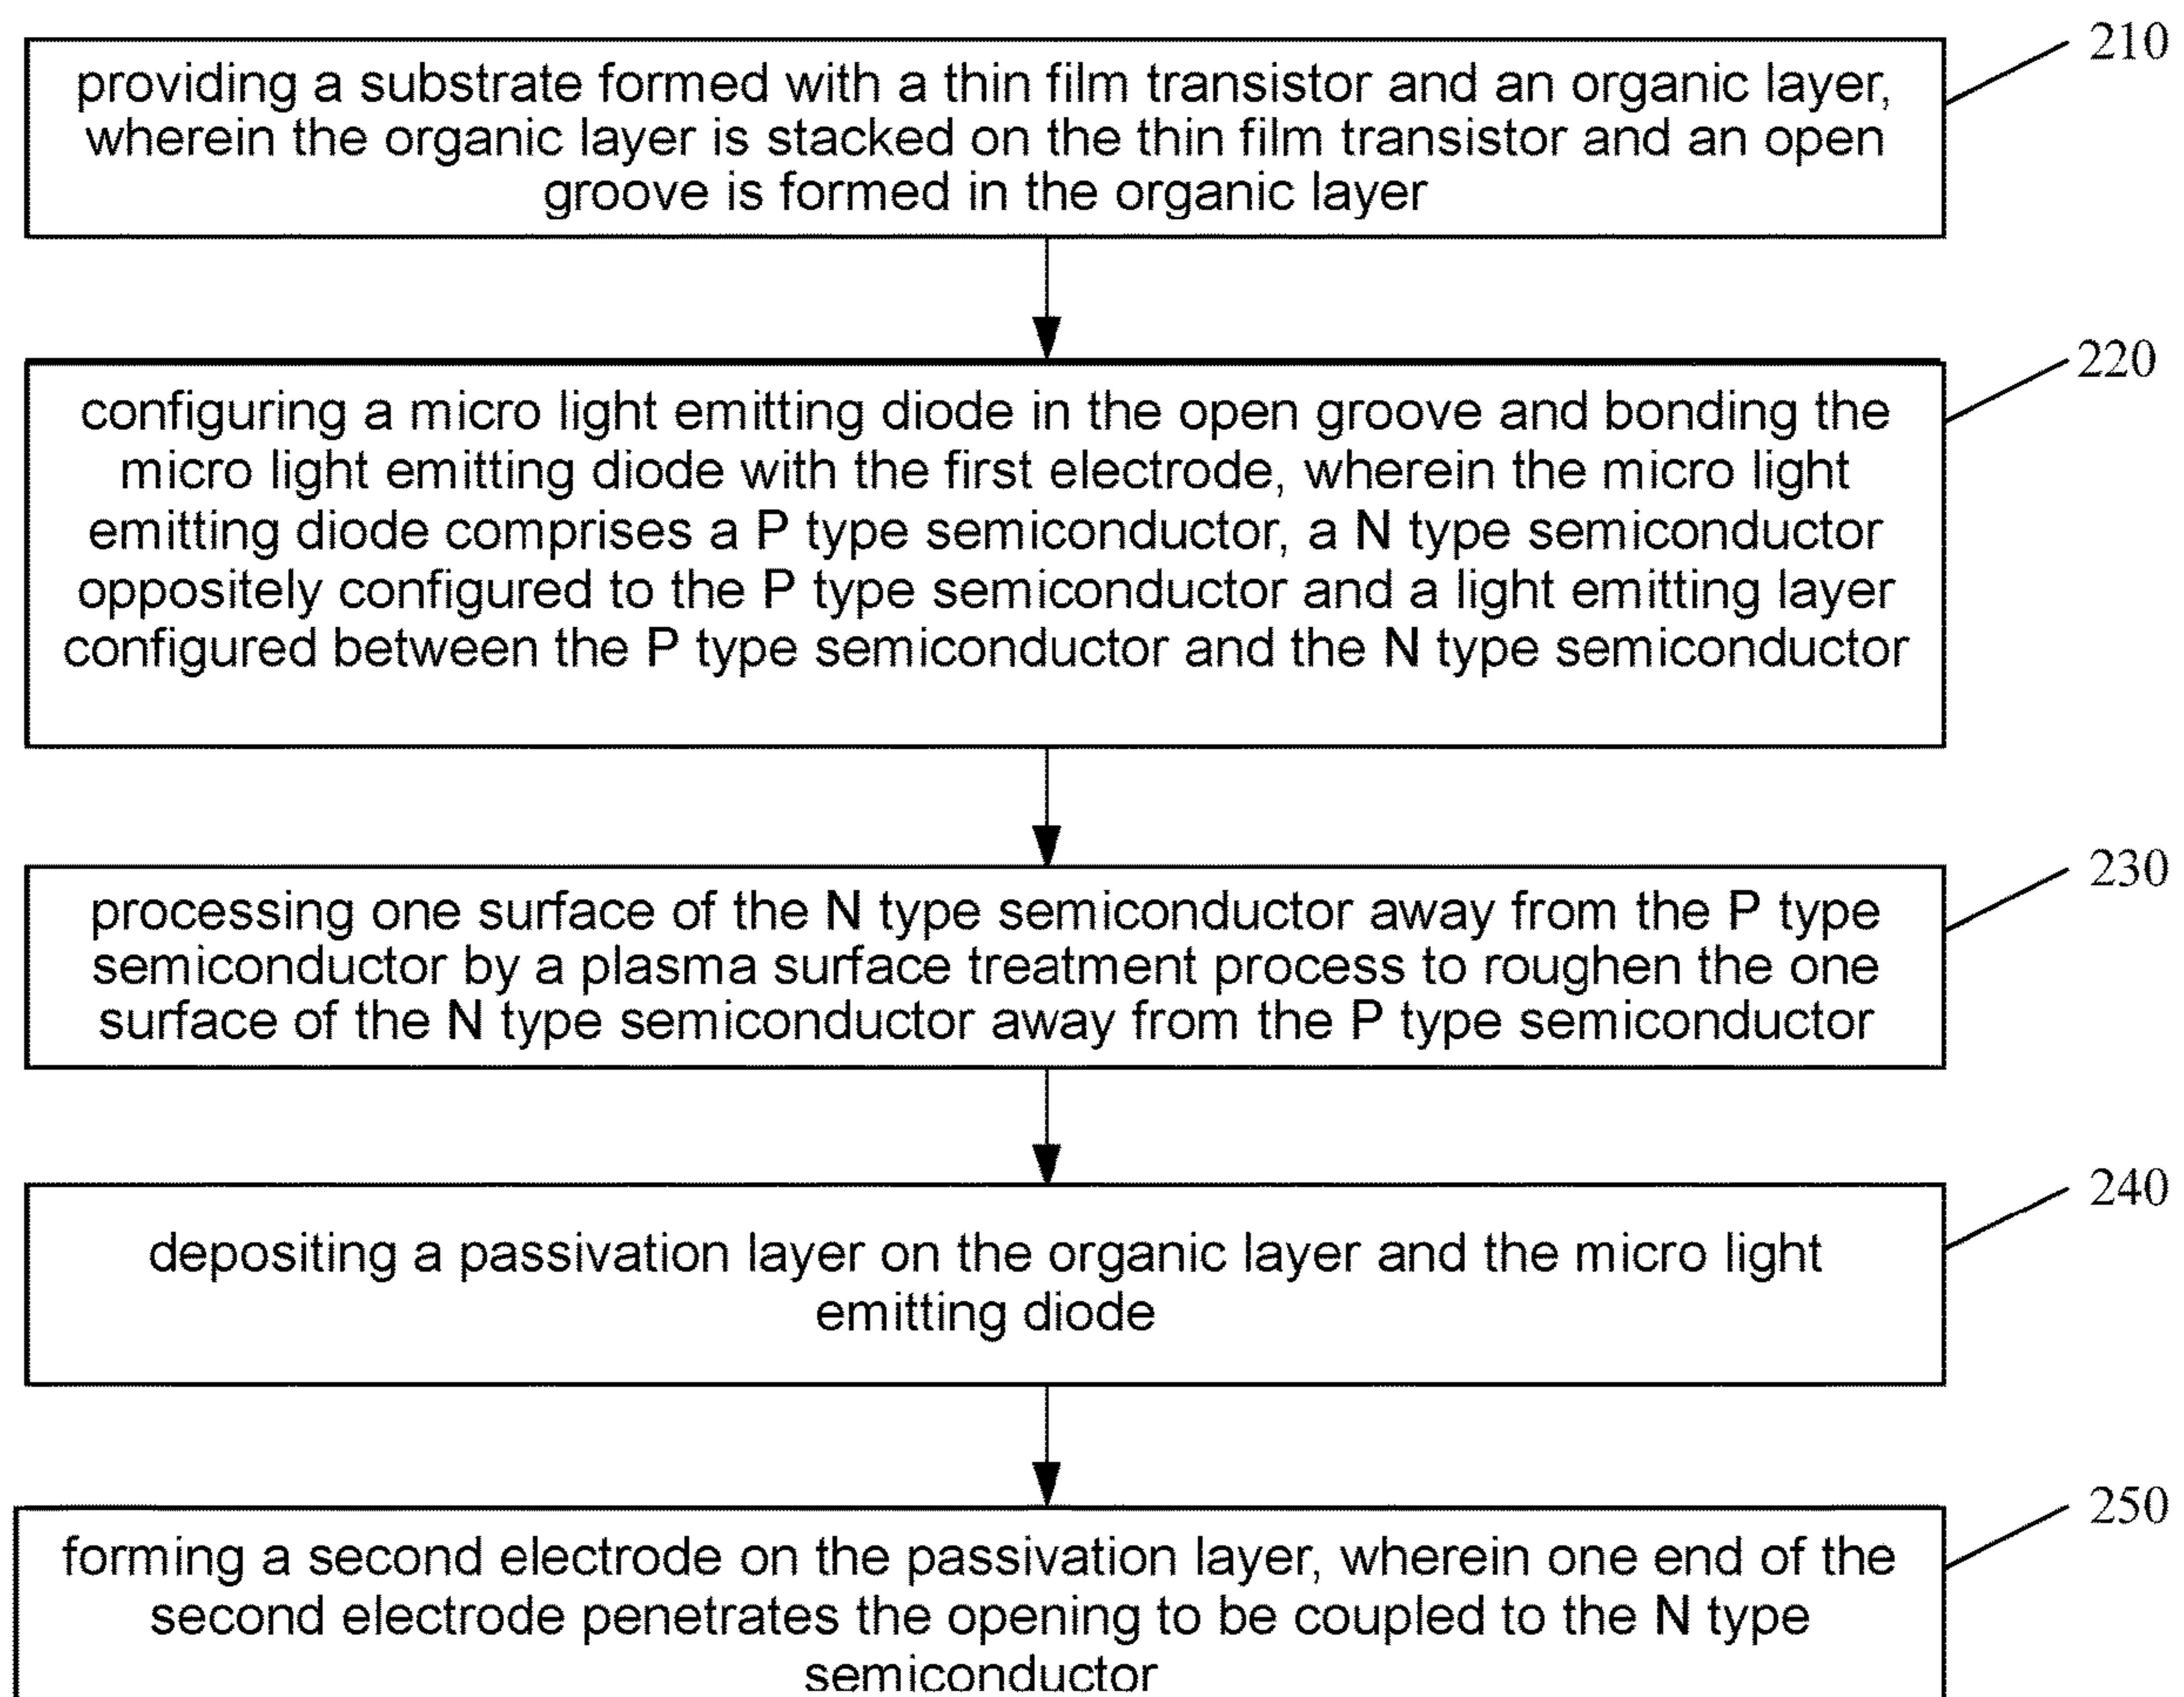 210
providing a substrate formed with a thin film transistor and an organic layer,
wherein the organic layer is stacked on the thin film transistor and an open
groove is formed in the organic layer
220
configuring a micro light emitting diode in the open groove and bonding the
micro light emitting diode with the first electrode, wherein the micro light
emitting diode comprises a P type semiconductor, a N type semiconductor
oppositely configured to the P type semiconductor and a light emitting layer
configured between the P type semiconductor and the N type semiconductor
230
processing one surface of the N type semiconductor away from the P type
semiconductor by a plasma surface treatment process to roughen the one
surface of the N type semiconductor away from the P type semiconductor
240
depositing a passivation layer on the organic layer and the micro light
emitting diode
250
forming a second electrode on the passivation layer, wherein one end of the
second electrode penetrates the opening to be coupled to the N type
semiconductor